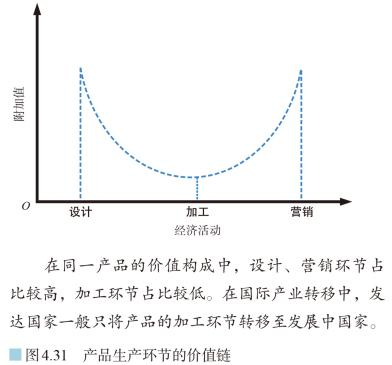 附加值
O
设计
加工
营销
经济活动
在同一产品的价值构成中，设计、营销环节占
比较高，加工环节占比较低。在国际产业转移中，发
达国家一般只将产品的加工环节转移至发展中国家。
图4.31 产品生产环节的价值链